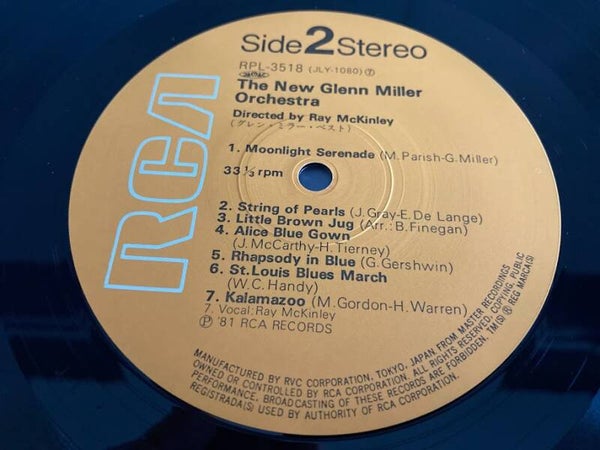 Side 2 Stereo
RPL-3518 (JLY-1080) Ⓨ
The New Glenn Miller
Orchestra
Directed by Ray McKinley
(グレン・ミラー・ベスト)
RCA
1. Moonlight Serenade (M. Parish-G. Miller)
33 1/3 rpm
2. String of Pearls (J. Gray-E. De Lange)
3. Little Brown Jug (Arr.: B. Finegan)
4. Alice Blue Gown
(J. McCarthy-H. Tierney)
5. Rhapsody in Blue (G. Gershwin)
6. St. Louis Blues March
(W. C. Handy)
7. Kalamazoo (M. Gordon-H. Warren)
7. Vocal: Ray McKinley
Ⓟ '81 RCA RECORDS
MANUFACTURED BY RVC CORPORATION, TOKYO, JAPAN, FROM MASTER RECORDINGS
OWNED OR CONTROLLED BY RCA CORPORATION. ALL RIGHTS RESERVED, COPYING, PUBLIC
PERFORMANCE, BROADCASTING OF THESE RECORDS ARE FORBIDDEN. TM(S) ® REG MARCA(S)
REGISTRADA(S) USED BY AUTHORITY OF RCA CORPORATION.